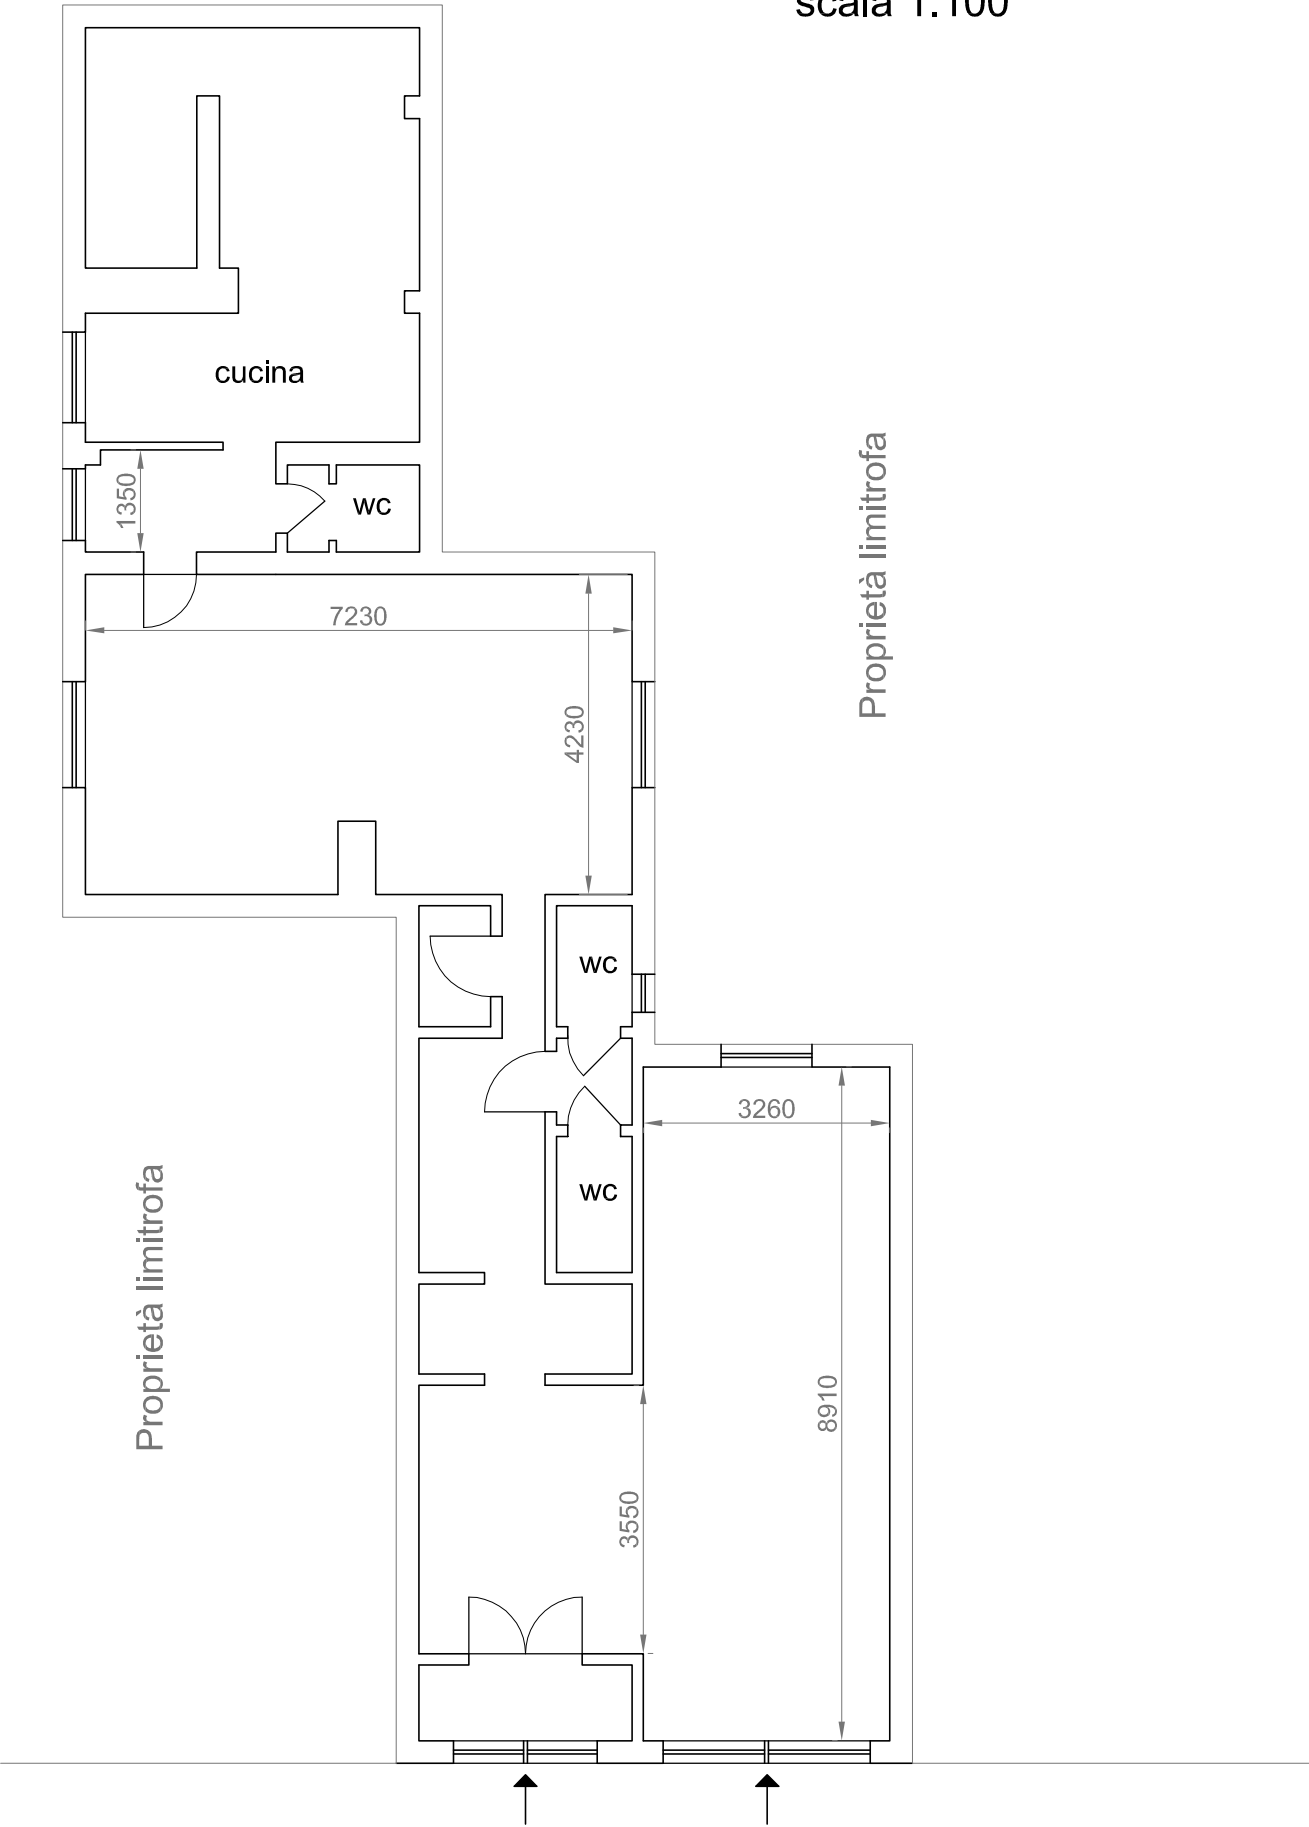 scala 1:100
cucina
Proprietà limitrofa
1350
wc
7230
4230
wc
3260
Proprietà limitrofa
wc
8910
3550